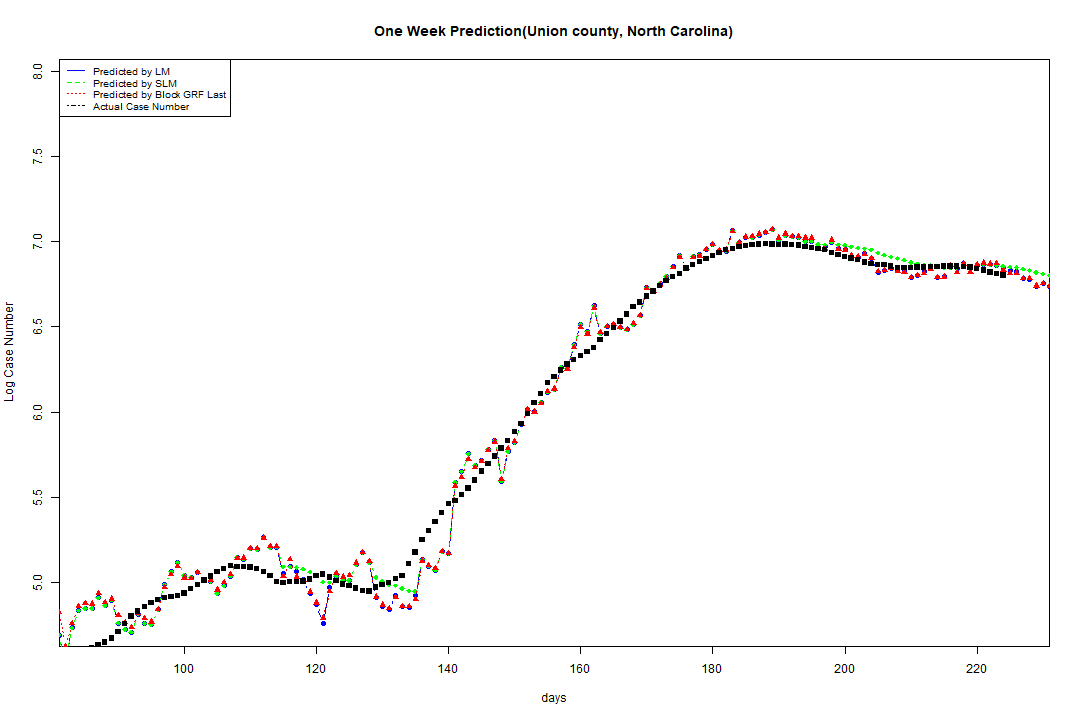 One Week Prediction(Union county, North Carolina)
Predicted by LM
Predicted by SLM
Predicted by Block GRF Last
Actual Case Number
8.0
7.5
7.0
6.5
6.0
5.5
5.0
Log Case Number
100 120 140 160 180 200 220
days